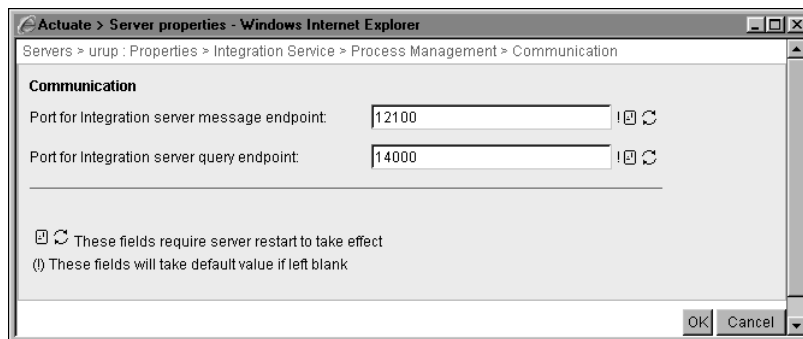 Actuate > Server properties - Windows Internet Explorer
Servers > urup : Properties > Integration Service > Process Management > Communication
Communication
Port for Integration server message endpoint: 12100 !
Port for Integration server query endpoint: 14000 !
These fields require server restart to take effect
(!) These fields will take default value if left blank
OK Cancel